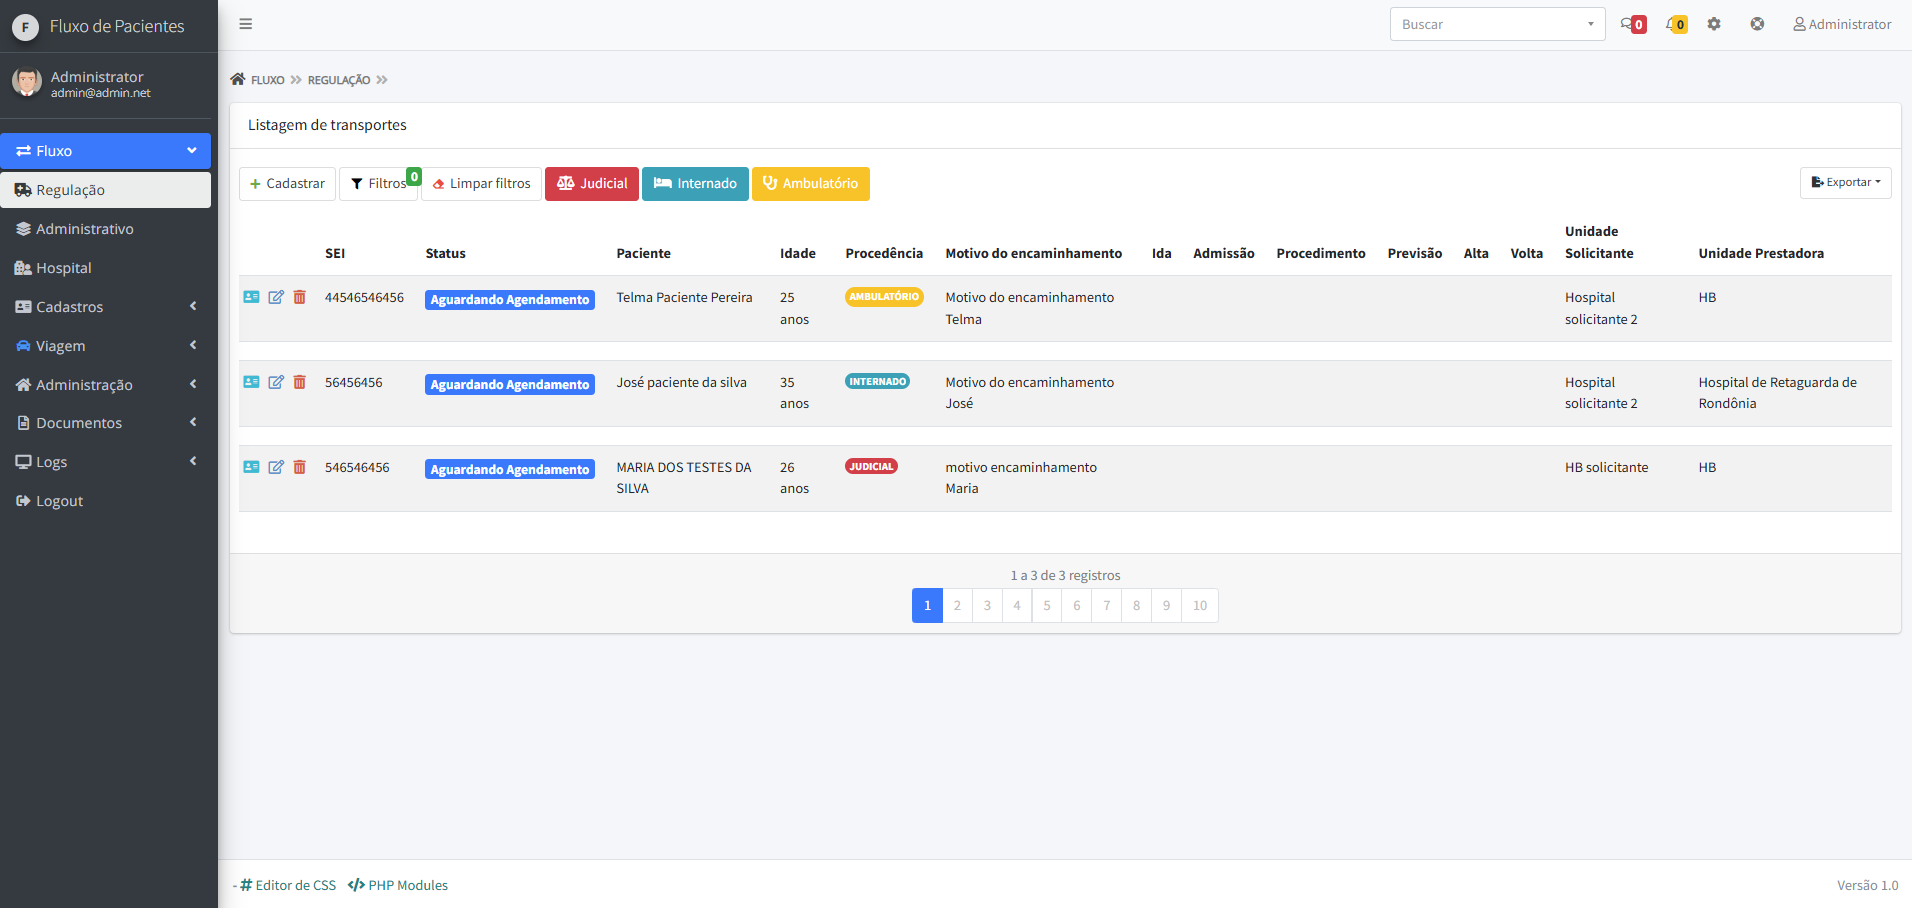 F Fluxo de Pacientes
Buscar
0
0
Administrator
Administrator
admin@admin.net
Fluxo
Regulação
Administrativo
Hospital
Cadastros
Viagem
Administração
Documentos
Logs
Logout
FLUXO REGULAÇÃO
Listagem de transportes
Cadastrar Filtros 0 Limpar filtros Judicial Internado Ambulatório Exportar
SEI Status Paciente Idade Procedência Motivo do encaminhamento Ida Admissão Procedimento Previsão Alta Volta Unidade Solicitante Unidade Prestadora
44546546456 Aguardando Agendamento Telma Paciente Pereira 25 anos AMBULATÓRIO Motivo do encaminhamento Telma Hospital solicitante 2 HB
56456456 Aguardando Agendamento José paciente da silva 35 anos INTERNADO Motivo do encaminhamento José Hospital solicitante 2 Hospital de Retaguarda de Rondônia
546546456 Aguardando Agendamento MARIA DOS TESTES DA SILVA 26 anos JUDICIAL motivo encaminhamento Maria HB solicitante HB
1 a 3 de 3 registros
1 2 3 4 5 6 7 8 9 10
- # Editor de CSS </> PHP Modules
Versão 1.0